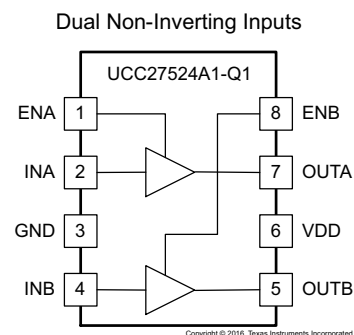 Dual Non-Inverting Inputs
UCC27524A1-Q1
ENA 1 8 ENB
INA 2 7 OUTA
GND 3 6 VDD
INB 4 5 OUTB
Copyright © 2016, Texas Instruments Incorporated